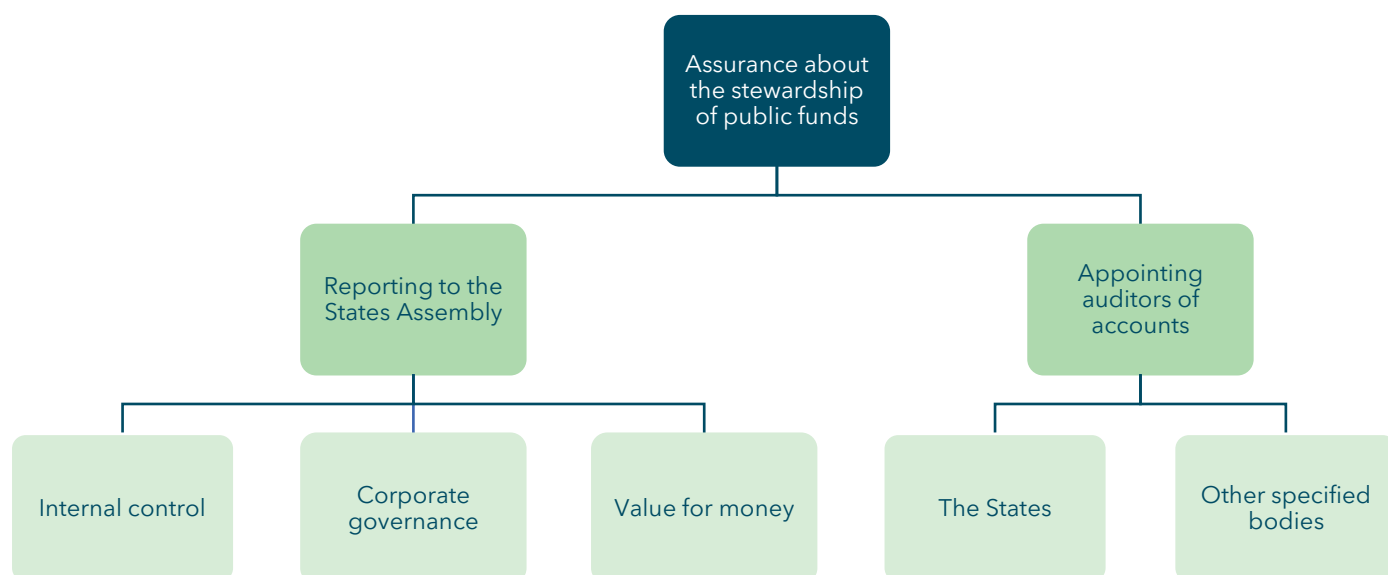 Assurance about
the stewardship
of public funds
Reporting to the
States Assembly
Appointing
auditors of
accounts
Internal control
Corporate
governance
Value for money
The States
Other specified
bodies